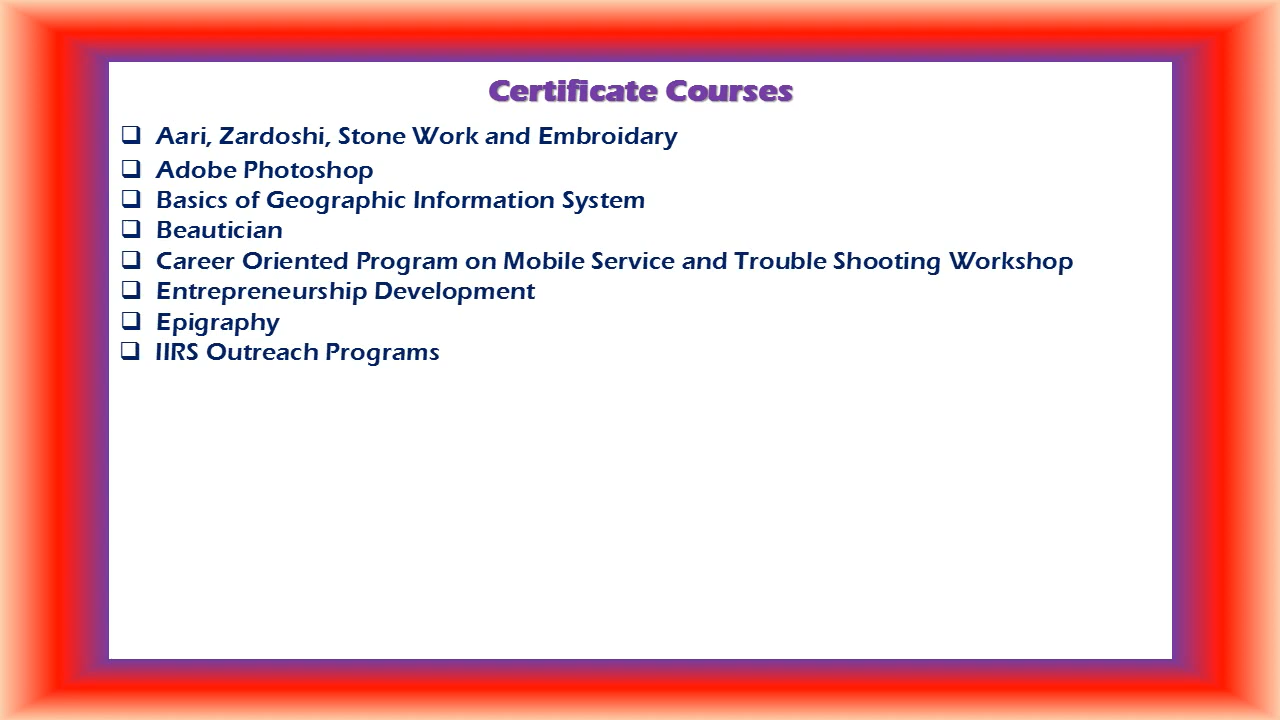 Certificate Courses
❑ Aari, Zardoshi, Stone Work and Embroidary
❑ Adobe Photoshop
❑ Basics of Geographic Information System
❑ Beautician
❑ Career Oriented Program on Mobile Service and Trouble Shooting Workshop
❑ Entrepreneurship Development
❑ Epigraphy
❑ IIRS Outreach Programs